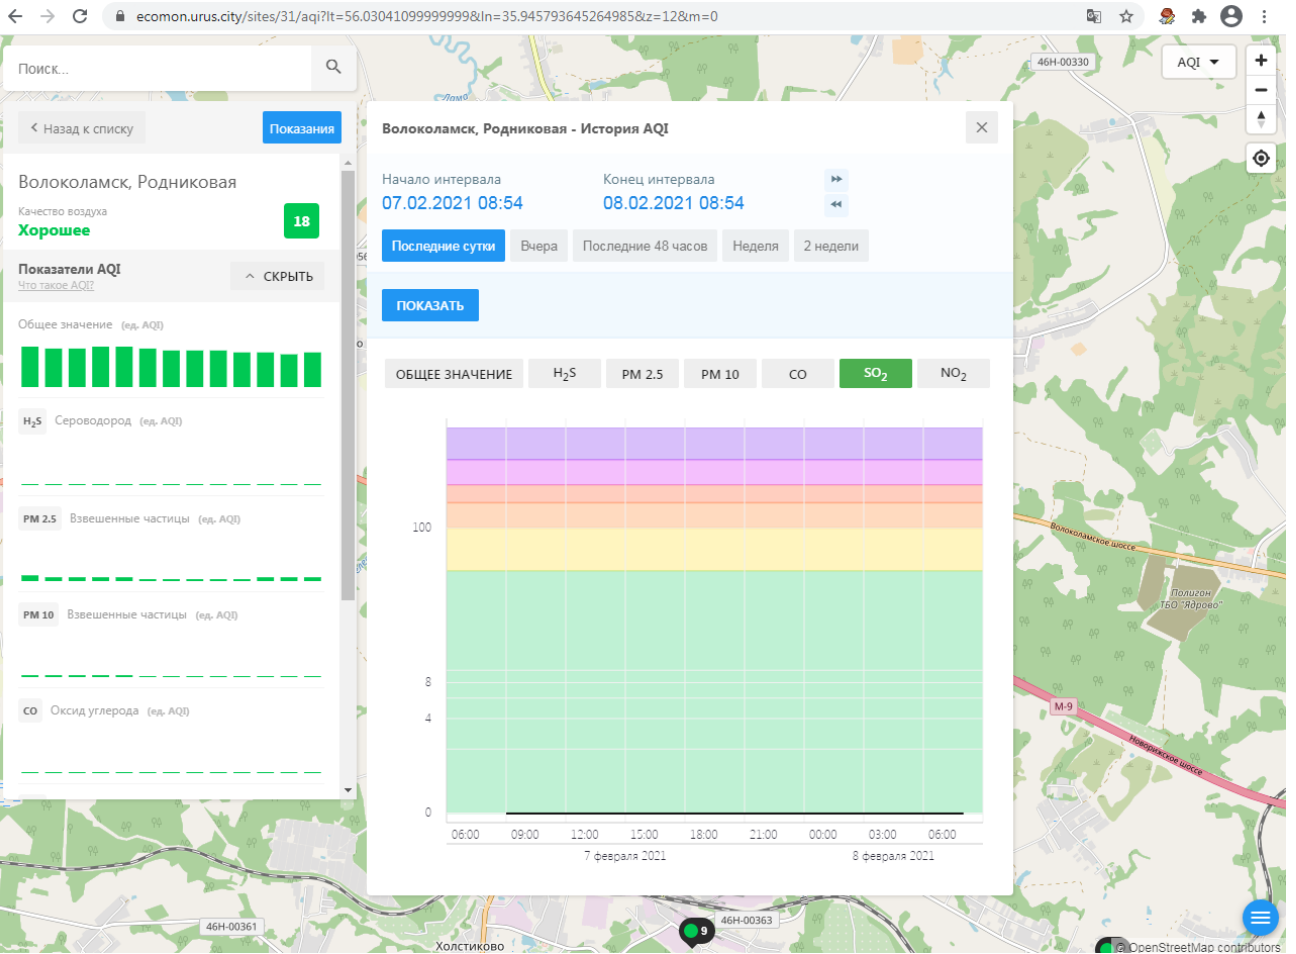 ecomon.urus.city/sites/31/aqi?lt=56.03041099999999&ln=35.945793645264985&z=12&m=0
Поиск...
46Н-00330
AQI
Назад к списку
Показания
Волоколамск, Родниковая
Качество воздуха
Хорошее
18
Показатели AQI
Что такое AQI?
СКРЫТЬ
Общее значение (ед. AQI)
H₂S Сероводород (ед. AQI)
PM 2.5 Взвешенные частицы (ед. AQI)
PM 10 Взвешенные частицы (ед. AQI)
CO Оксид углерода (ед. AQI)
Волоколамск, Родниковая - История AQI
Начало интервала
Конец интервала
07.02.2021 08:54
08.02.2021 08:54
Последние сутки
Вчера
Последние 48 часов
Неделя
2 недели
ПОКАЗАТЬ
ОБЩЕЕ ЗНАЧЕНИЕ
H₂S
PM 2.5
PM 10
CO
SO₂
NO₂
100
8
4
0
06:00 09:00 12:00 15:00 18:00 21:00 00:00 03:00 06:00
7 февраля 2021 8 февраля 2021
Волоколамское шоссе
Полигон
ТБО "Ядрово"
М-9
Новорижское шоссе
46Н-00361
46Н-00363
9
Холстиково
© OpenStreetMap contributors